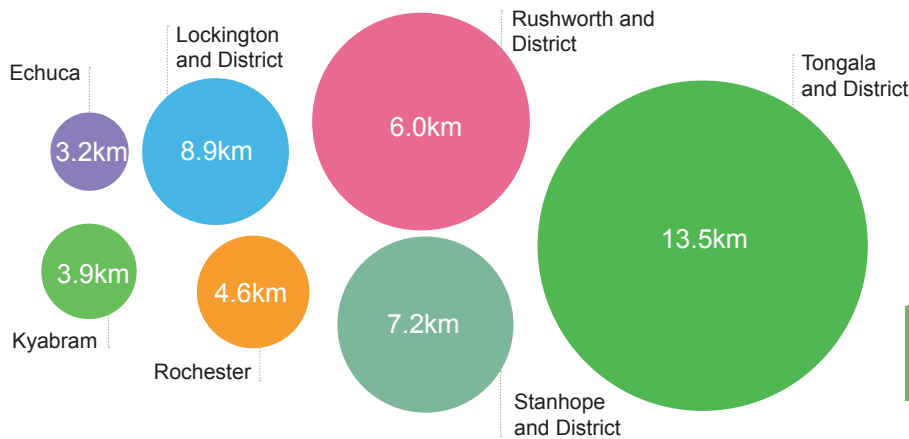 Echuca
3.2km
Lockington
and District
8.9km
Rushworth and
District
6.0km
Tongala
and District
13.5km
3.9km
Kyabram
4.6km
Rochester
7.2km
Stanhope
and District